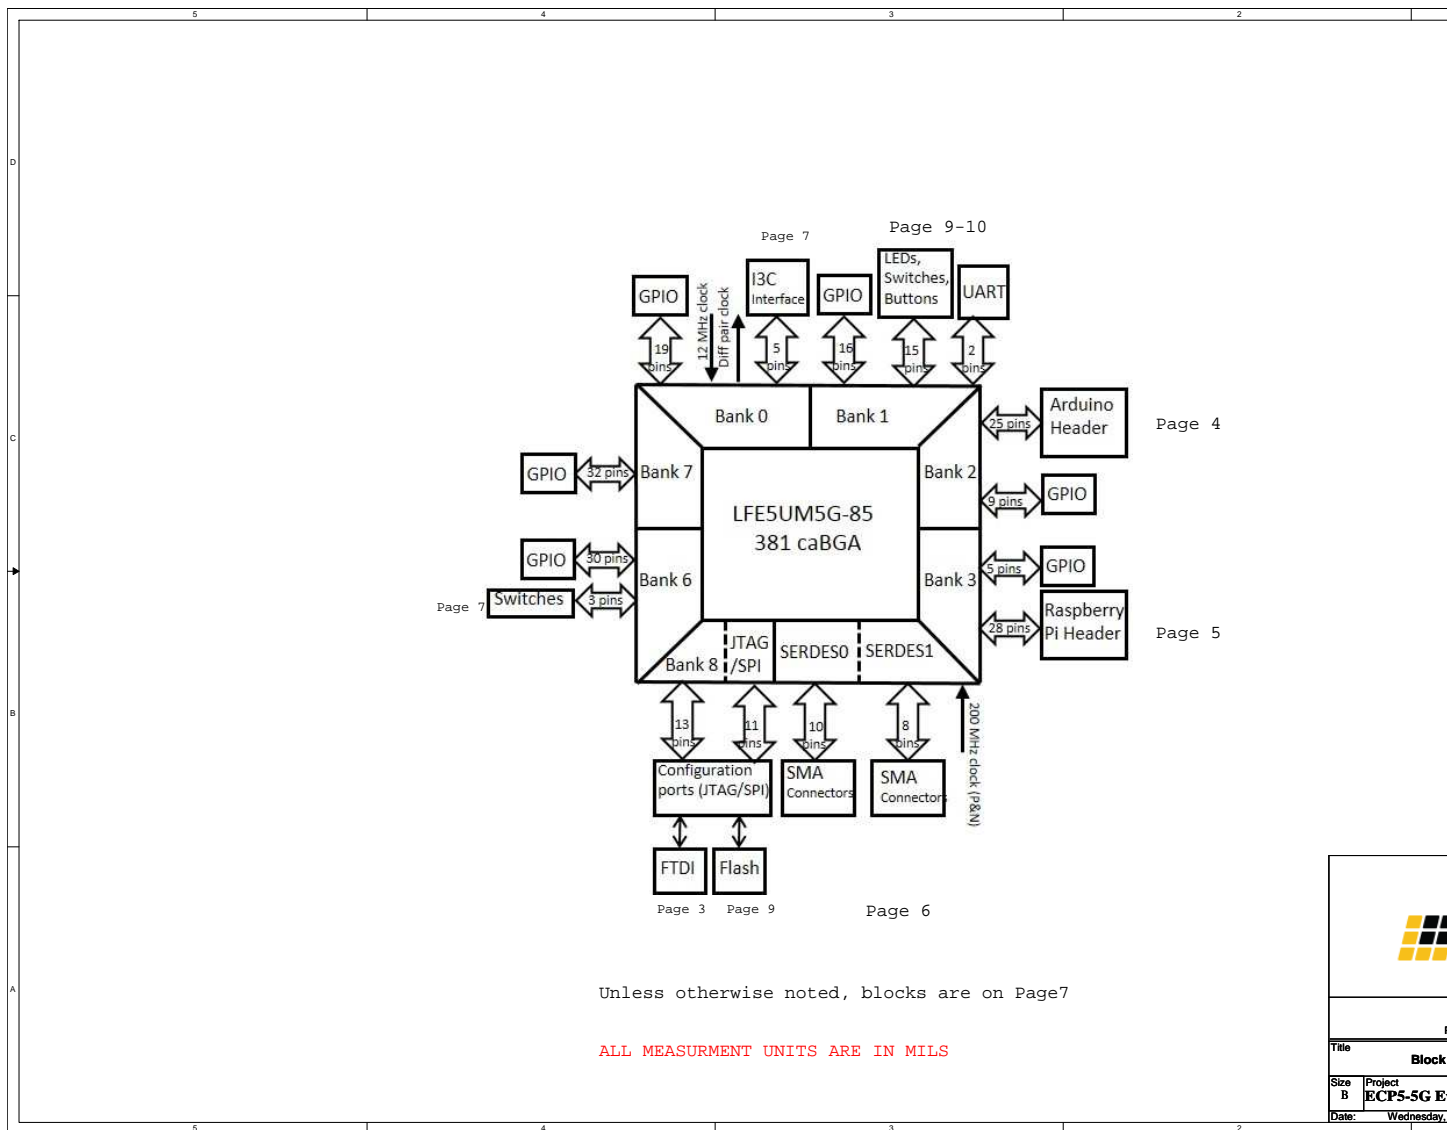 5 4 3 2
D
Page 9-10
Page 7
LEDs,
Switches,
Buttons
I3C
Interface
GPIO
GPIO
UART
12 MHz clock
Diff pair clock
19
pins
5
pins
16
pins
15
pins
2
pins
Arduino
Header
Page 4
25 pins
Bank 0
Bank 1
C
GPIO
32 pins
Bank 7
Bank 2
9 pins
GPIO
LFE5UM5G-85
381 caBGA
GPIO
30 pins
Bank 6
Bank 3
5 pins
GPIO
Page 7
Switches
3 pins
28 pins
Raspberry
Pi Header
Page 5
Bank 8
JTAG
/SPI
SERDES0
SERDES1
B
13
pins
11
pins
10
pins
8
pins
200 MHz clock (P&N)
Configuration
ports (JTAG/SPI)
SMA
Connectors
SMA
Connectors
FTDI
Flash
Page 3
Page 9
Page 6
A
Unless otherwise noted, blocks are on Page7
ALL MEASURMENT UNITS ARE IN MILS
Title
Block
Size
B
Project
ECP5-5G
Date:
Wednesday,
5 4 3 2